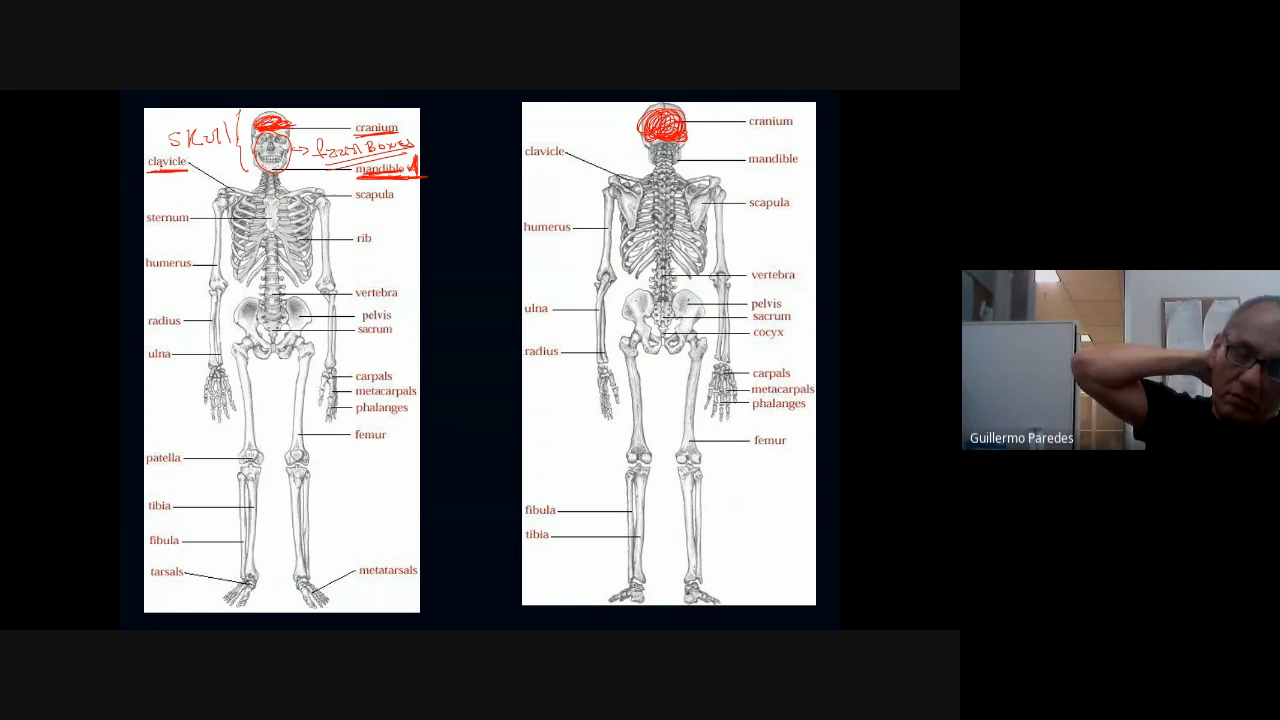 SKull
cranium
facial Bones
clavicle
mandible
scapula
sternum
rib
humerus
vertebra
pelvis
radius
sacrum
ulna
carpals
metacarpals
phalanges
femur
patella
tibia
fibula
tarsals
metatarsals
cranium
clavicle
mandible
scapula
humerus
vertebra
pelvis
ulna
sacrum
cocyx
radius
carpals
metacarpals
phalanges
femur
fibula
tibia
Guillermo Paredes